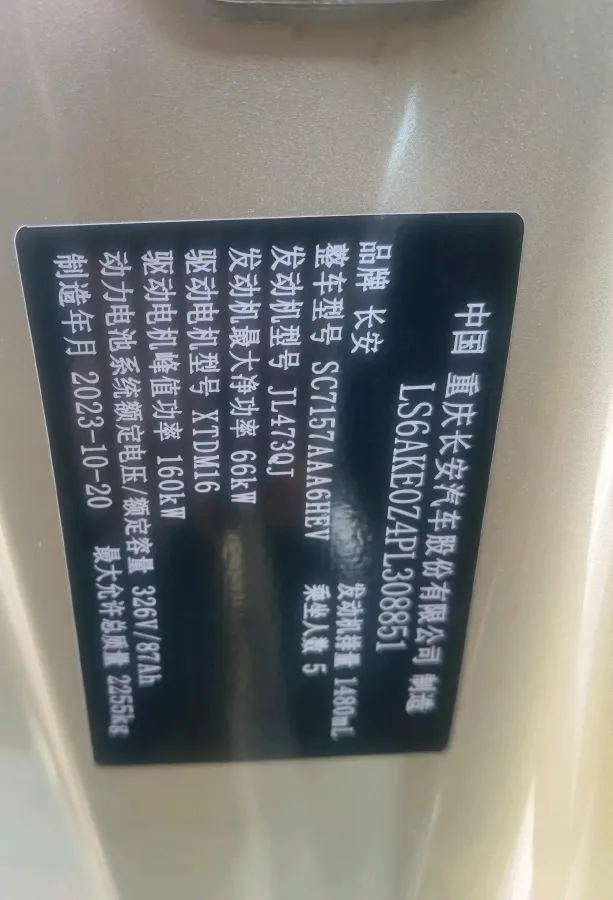 中国 重庆长安汽车股份有限公司 制造
LS6AKE0Z4PL308851
品牌 长安 发动机排量 1480mL
整车型号 SC7157AAA6HEV 乘坐人数 5
发动机型号 JL473QJ
发动机最大净功率 66kW
驱动电机型号 XTDM16
驱动电机峰值功率 160kW
动力电池系统额定电压/额定容量 326V/87Ah
制造年月 2023-10-20 最大允许总质量 2255kg